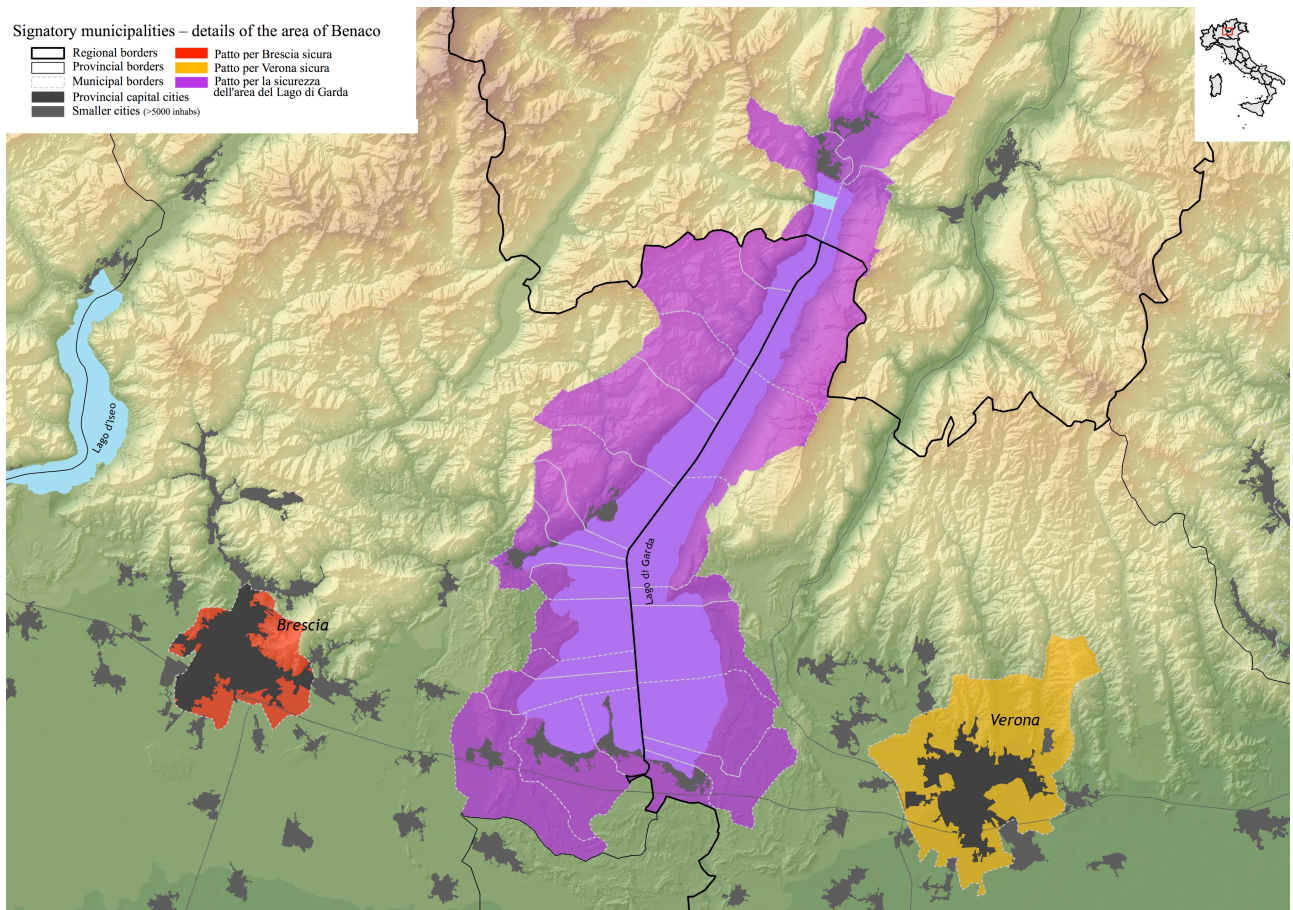 Signatory municipalities – details of the area of Benaco
Regional borders
Provincial borders
Municipal borders
Provincial capital cities
Smaller cities (>5000 inhabs)
Patto per Brescia sicura
Patto per Verona sicura
Patto per la sicurezza
dell'area del Lago di Garda
Lago d'Iseo
Lago di Garda
Brescia
Verona